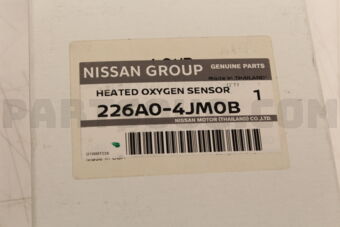 NISSAN GROUP
GENUINE PARTS
Made in THAILAND
HEATED OXYGEN SENSOR
1
226A0-4JM0B
NISSAN MOTOR (THAILAND) CO.,LTD.